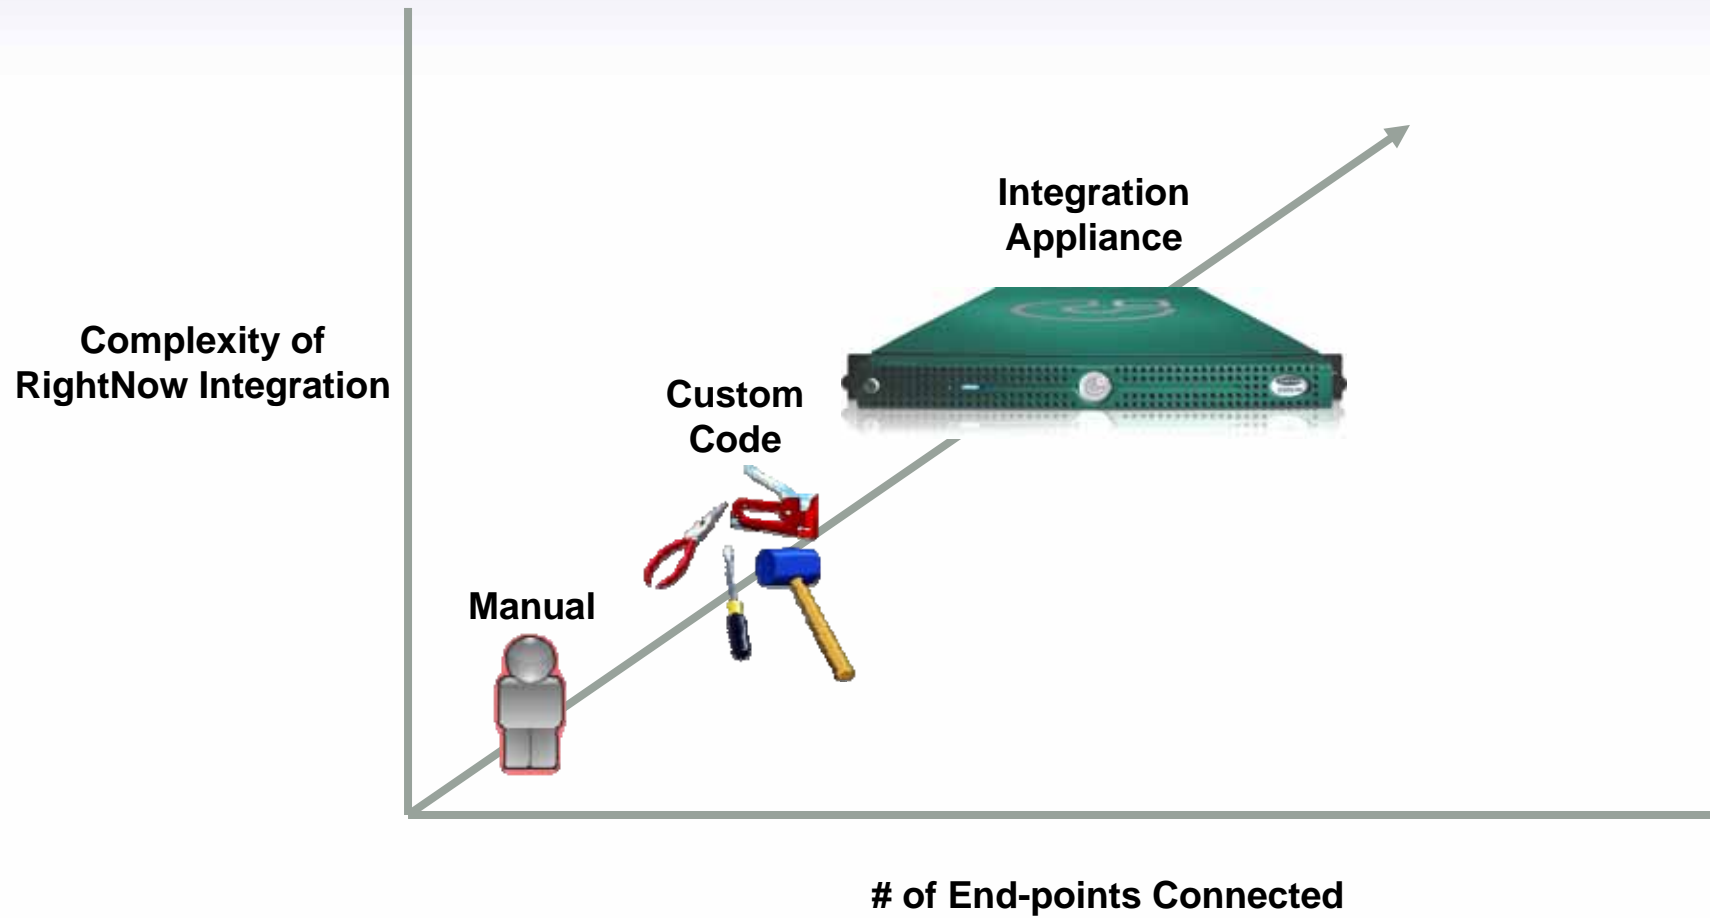 Integration
Appliance
Complexity of
RightNow Integration
Custom
Code
Manual
# of End-points Connected